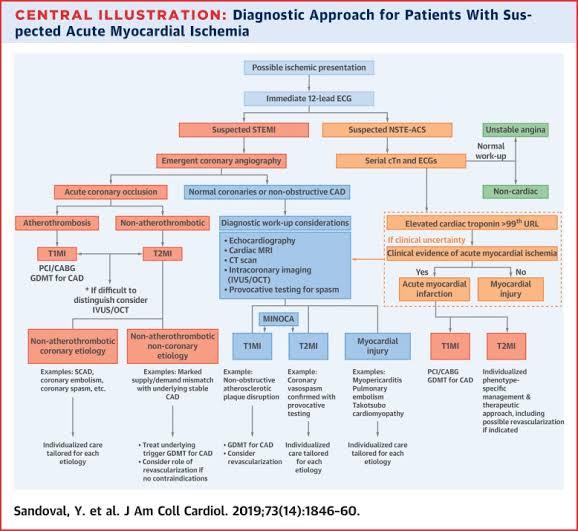 CENTRAL ILLUSTRATION: Diagnostic Approach for Patients With Sus-
pected Acute Myocardial Ischemia
Possible ischemic presentation
Immediate 12-lead ECG
Suspected STEMI
Suspected NSTE-ACS
Unstable angina
Normal
work-up
Emergent coronary angiography
Serial cTn and ECGs
Non-cardiac
Acute coronary occlusion
Normal coronaries or non-obstructive CAD
Atherothrombosis
Non-atherothrombotic
Diagnostic work-up considerations
• Echocardiography
• Cardiac MRI
• CT scan
• Intracoronary imaging
(IVUS/OCT)
• Provocative testing for spasm
Elevated cardiac troponin >99th URL
If clinical uncertainty
Clinical evidence of acute myocardial ischemia
Yes
No
Acute myocardial
infarction
Myocardial
injury
T1MI
T2MI
PCI/CABG
GDMT for CAD
* If difficult to
distinguish consider
IVUS/OCT
MINOCA
Non-atherothrombotic
coronary etiology
Non-atherothrombotic
non-coronary
etiology
T1MI
T2MI
Myocardial
injury
T1MI
T2MI
Examples: SCAD,
coronary embolism,
coronary spasm, etc.
Examples: Marked
supply/demand mismatch
with underlying stable
CAD
Example:
Non-obstructive
atherosclerotic
plaque disruption
Example:
Coronary
vasospasm
confirmed with
provocative
testing
Examples:
Myopericarditis
Pulmonary
embolism
Takotsubo
cardiomyopathy
PCI/CABG
GDMT for CAD
Individualized
phenotype-
specific
management &
therapeutic
approach, including
possible revascularization
if indicated
Individualized care
tailored for each
etiology
• Treat underlying
trigger GDMT for CAD
• Consider role of
revascularization if
no contraindications
• GDMT for CAD
• Consider
revascularization
Individualized
care tailored
for each
etiology
Individualized care
tailored for each
etiology
Sandoval, Y. et al. J Am Coll Cardiol. 2019;73(14):1846–60.